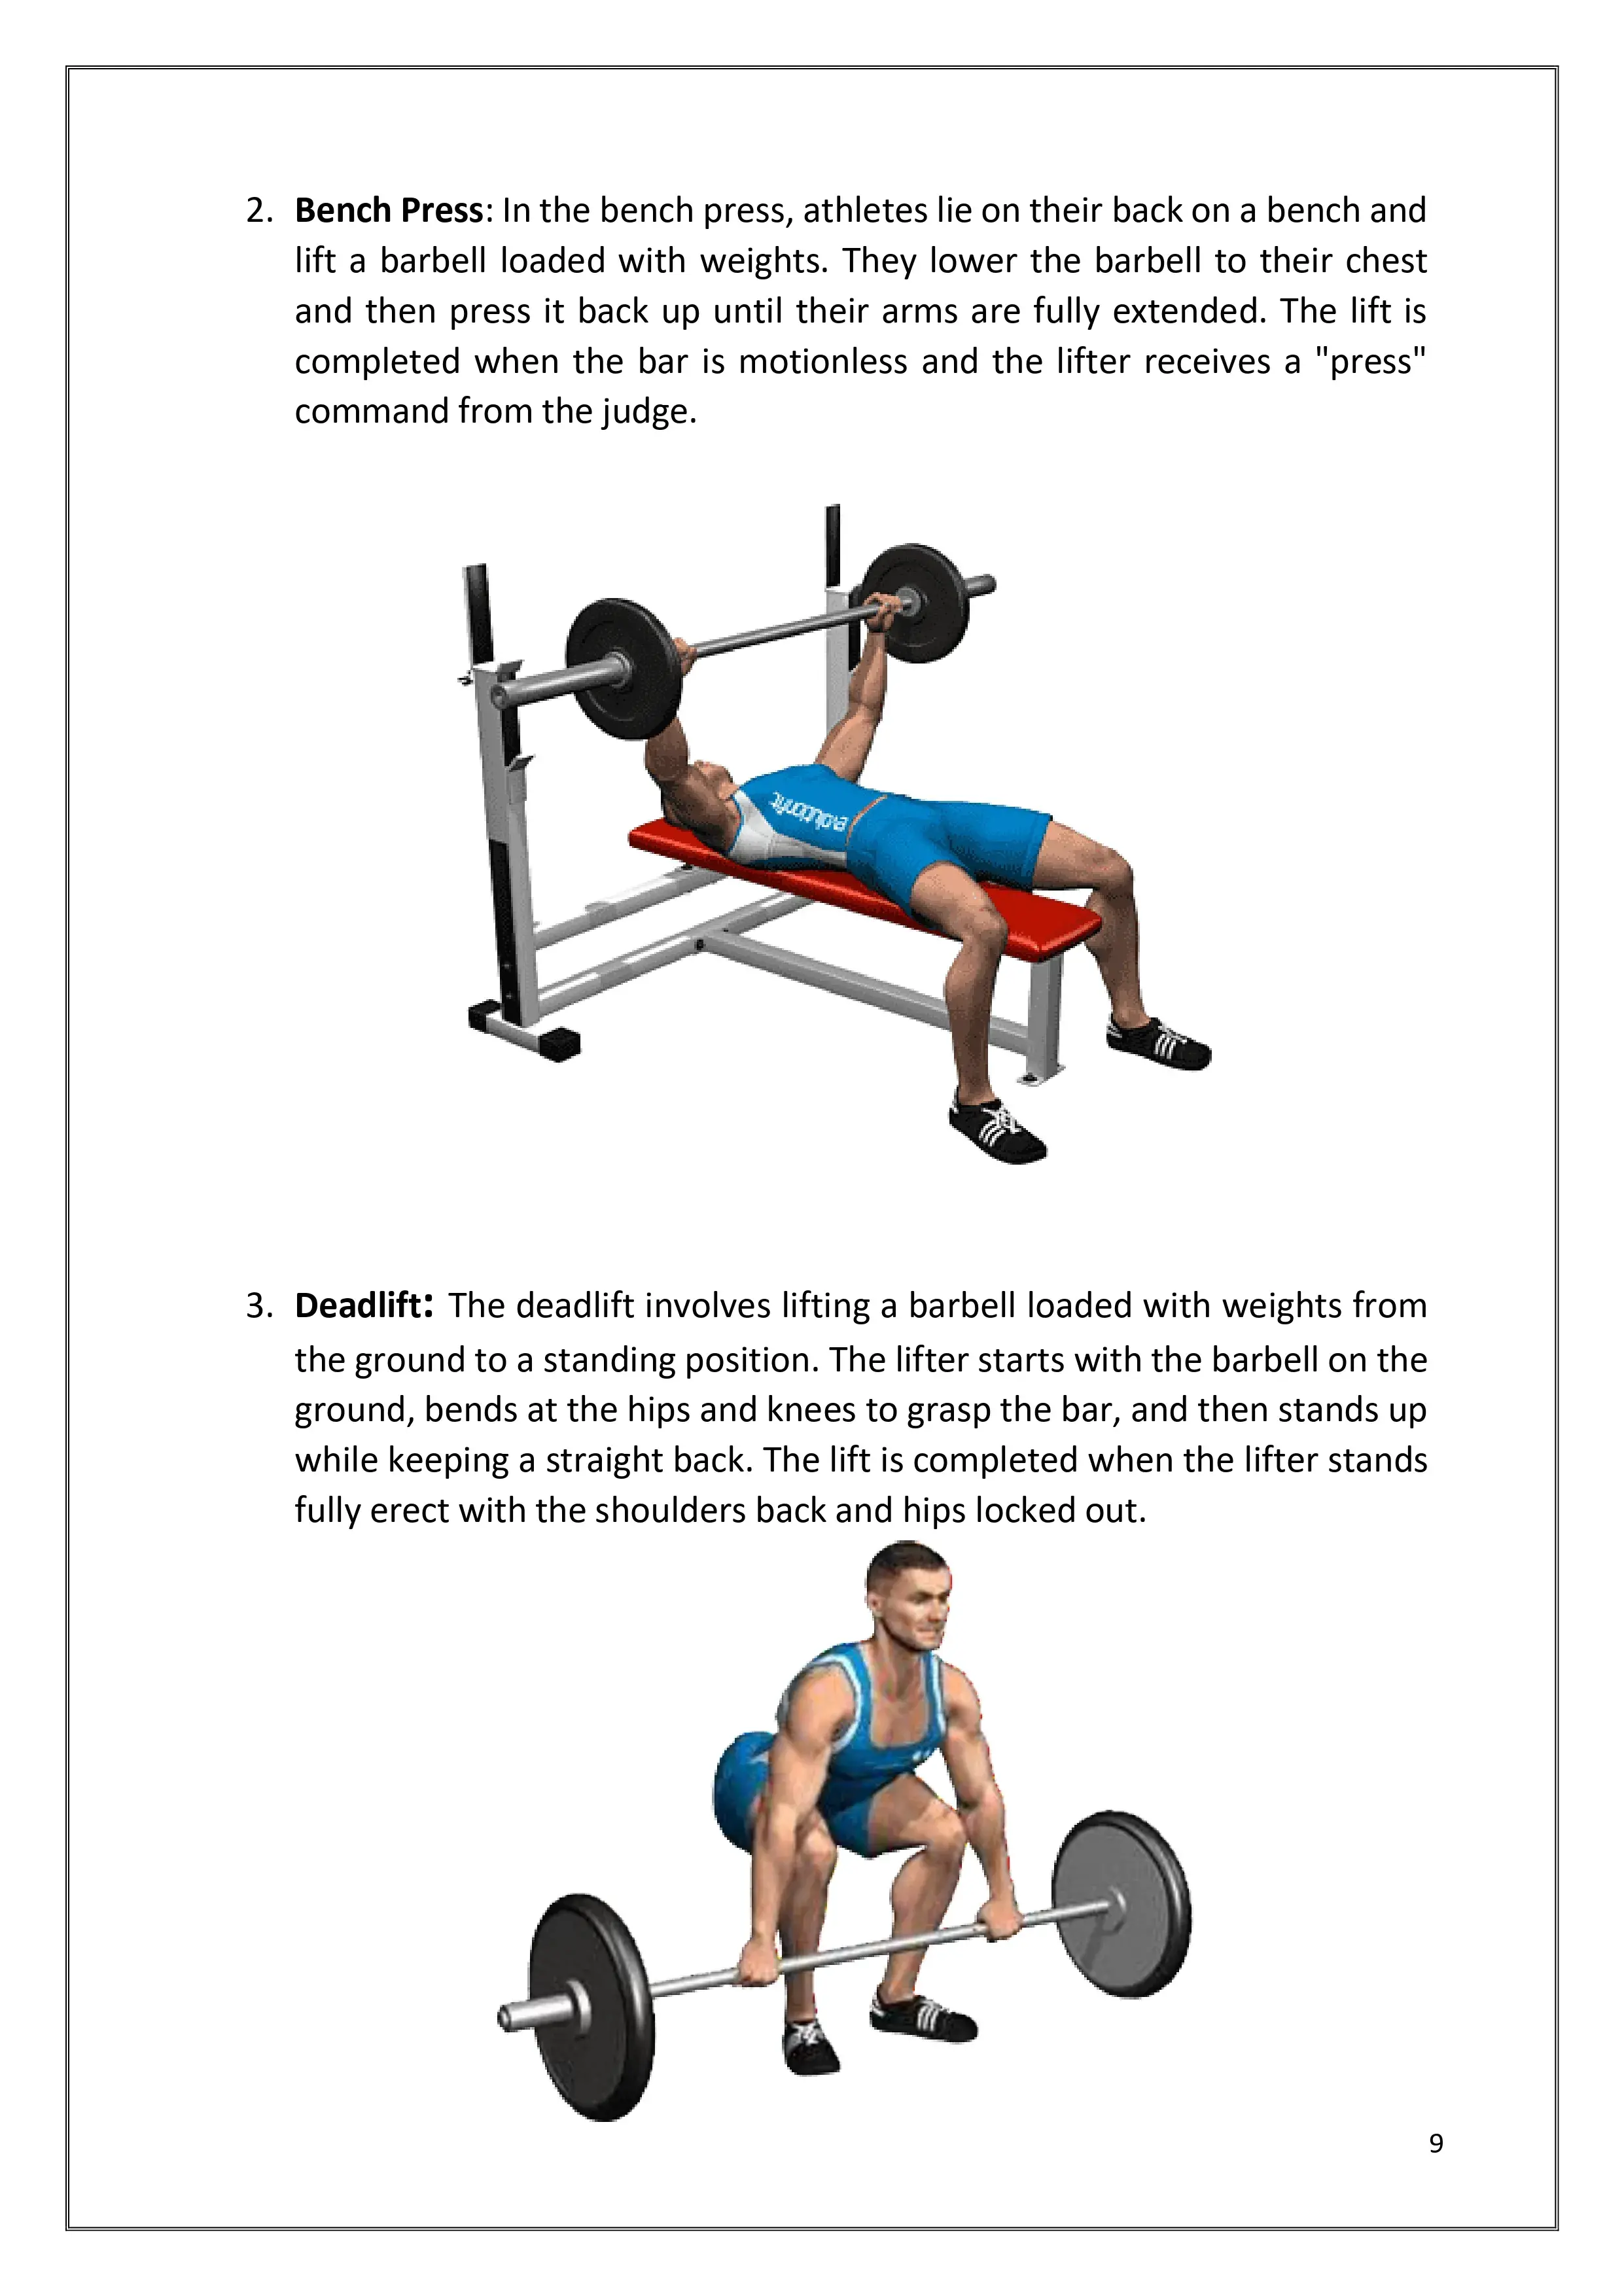 2. Bench Press: In the bench press, athletes lie on their back on a bench and
lift a barbell loaded with weights. They lower the barbell to their chest
and then press it back up until their arms are fully extended. The lift is
completed when the bar is motionless and the lifter receives a "press"
command from the judge.
evolutionfit
3. Deadlift: The deadlift involves lifting a barbell loaded with weights from
the ground to a standing position. The lifter starts with the barbell on the
ground, bends at the hips and knees to grasp the bar, and then stands up
while keeping a straight back. The lift is completed when the lifter stands
fully erect with the shoulders back and hips locked out.
9